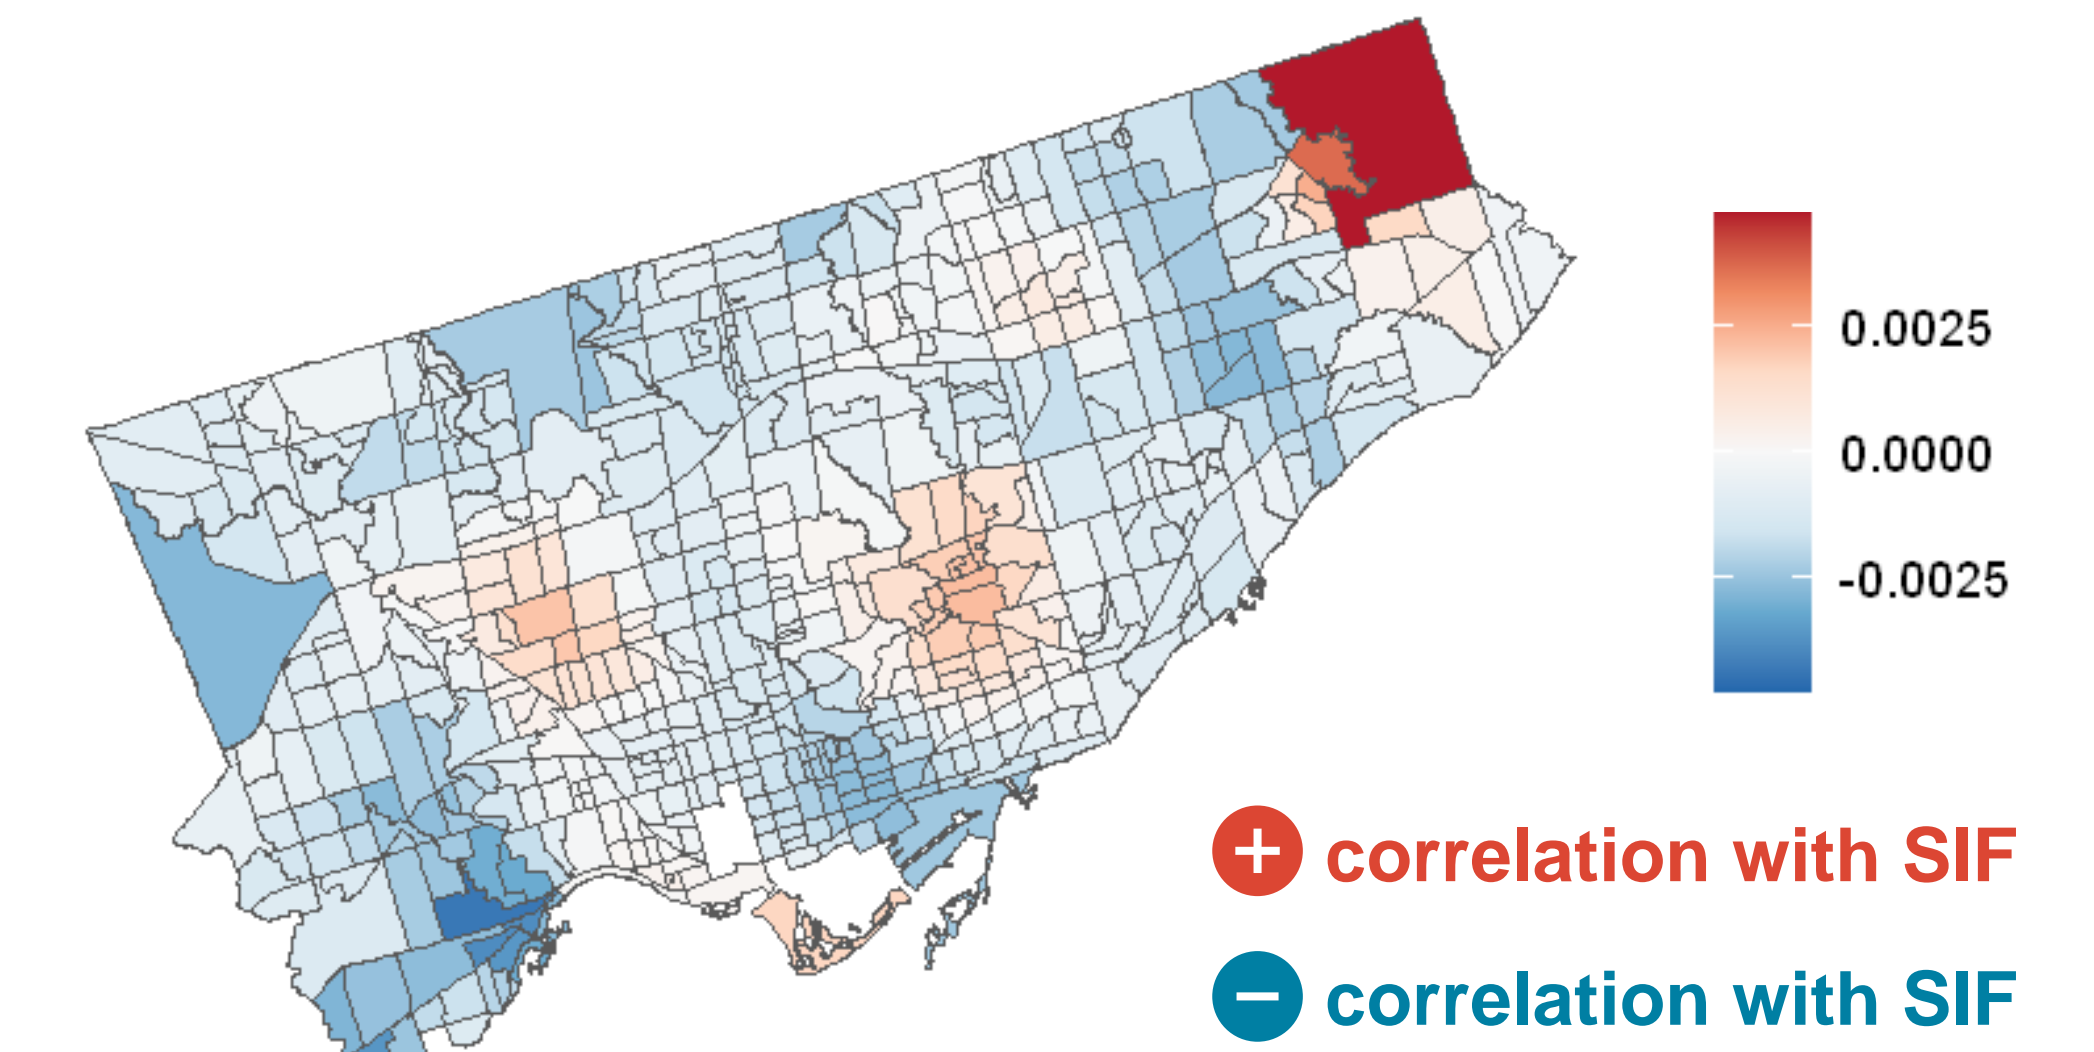 0.0025
0.0000
-0.0025
+ correlation with SIF
− correlation with SIF